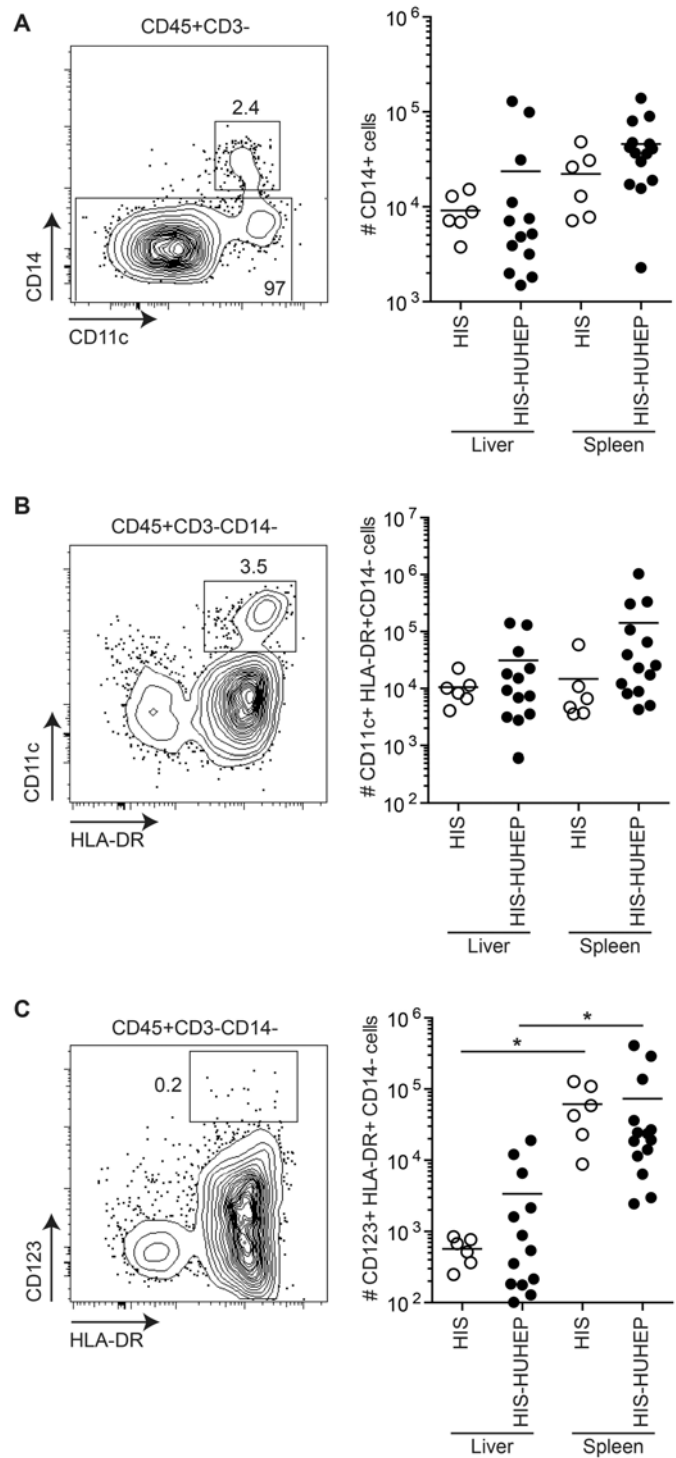 A
CD45+CD3-
2.4
97
CD14
CD11c
# CD14+ cells
10^6
10^5
10^4
10^3
HIS
HIS-HUHEP
HIS
HIS-HUHEP
Liver
Spleen
B
CD45+CD3-CD14-
3.5
CD11c
HLA-DR
# CD11c+ HLA-DR+CD14- cells
10^7
10^6
10^5
10^4
10^3
10^2
HIS
HIS-HUHEP
HIS
HIS-HUHEP
Liver
Spleen
C
CD45+CD3-CD14-
0.2
CD123
HLA-DR
# CD123+ HLA-DR+ CD14- cells
10^6
10^5
10^4
10^3
10^2
*
*
HIS
HIS-HUHEP
HIS
HIS-HUHEP
Liver
Spleen